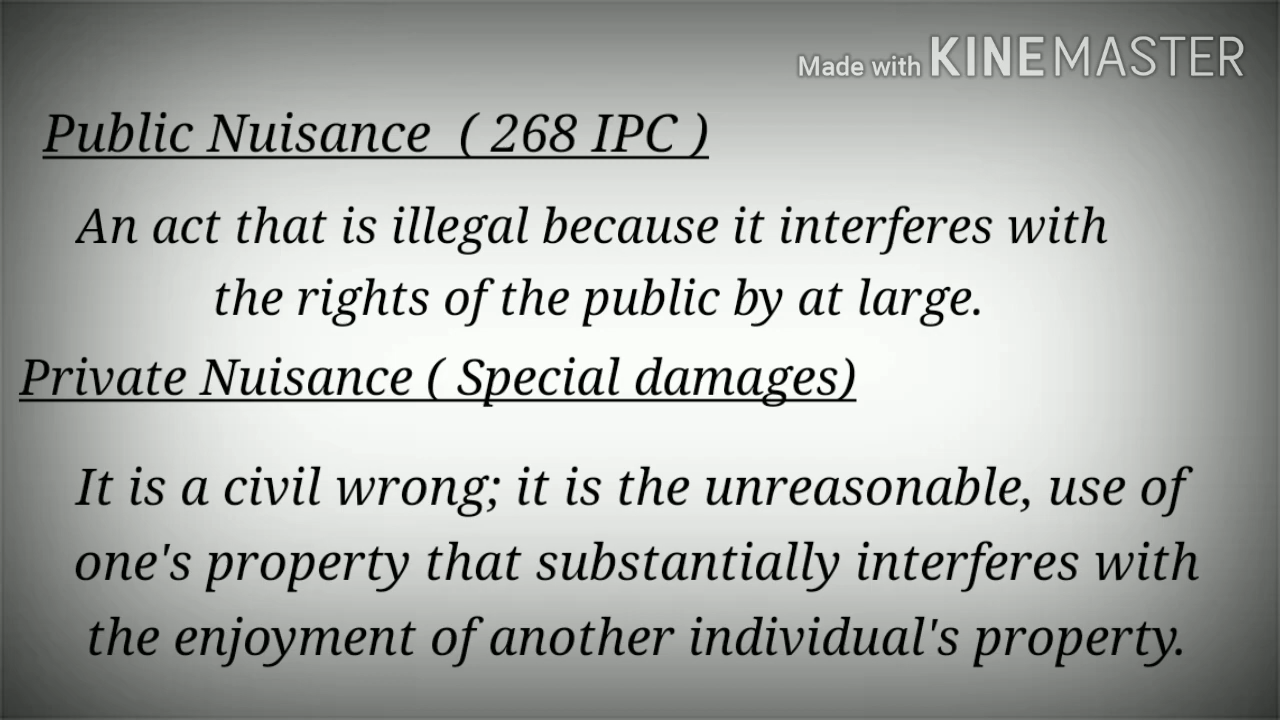 Made with KINEMASTER
Public Nuisance ( 268 IPC )
An act that is illegal because it interferes with
the rights of the public by at large.
Private Nuisance ( Special damages)
It is a civil wrong; it is the unreasonable, use of
one's property that substantially interferes with
the enjoyment of another individual's property.